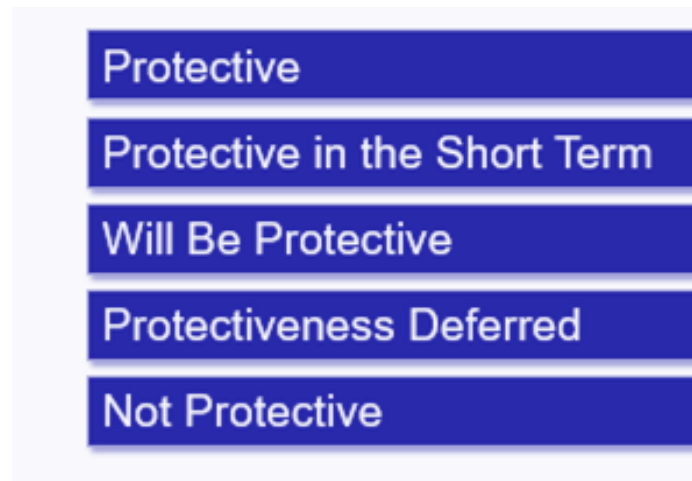 Protective
Protective in the Short Term
Will Be Protective
Protectiveness Deferred
Not Protective